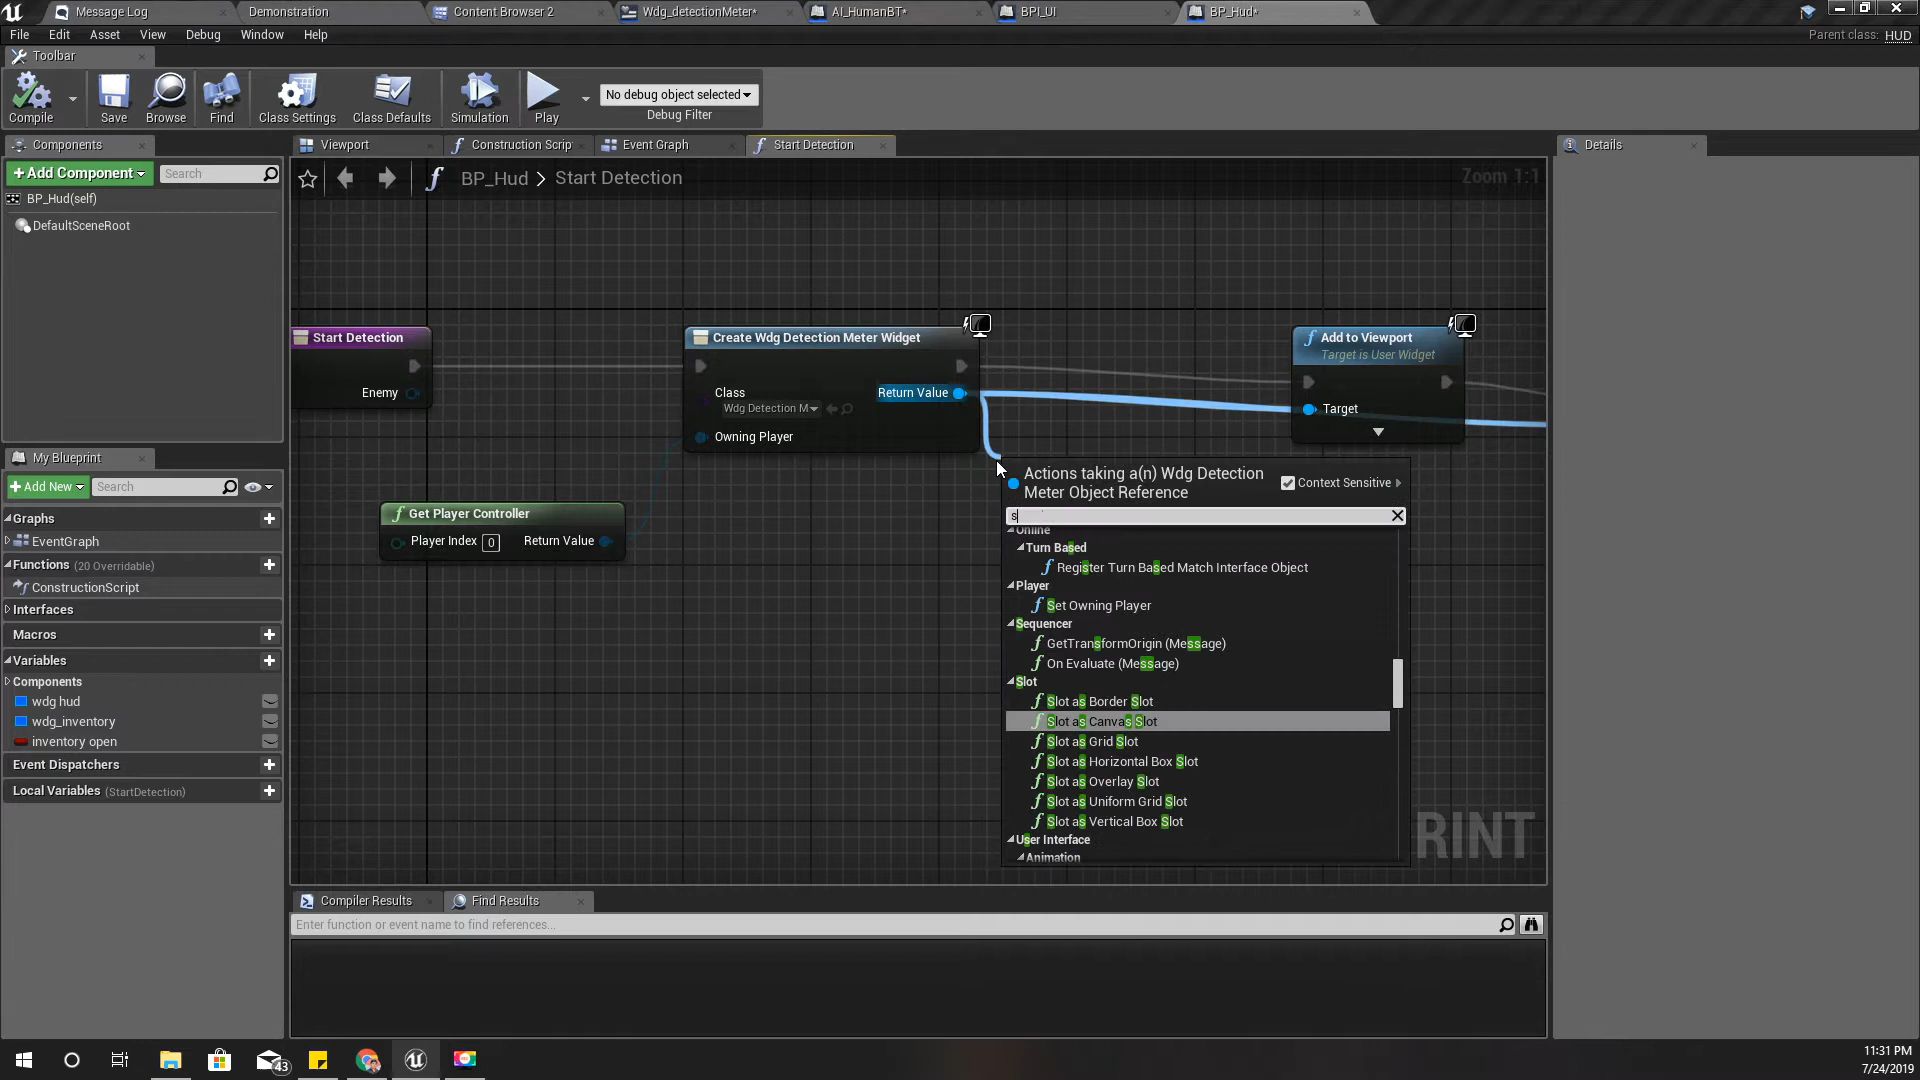 Message Log
Demonstration
Content Browser 2
Wdg_detectionMeter*
AI_HumanBT*
BPI_UI
BP_Hud*
File Edit Asset View Debug Window Help
Parent class: HUD
Toolbar
Compile
Save
Browse
Find
Class Settings
Class Defaults
Simulation
Play
No debug object selected
Debug Filter
Components
Viewport
Construction Scrip
Event Graph
Start Detection
Details
+Add Component
Search
BP_Hud(self)
DefaultSceneRoot
BP_Hud > Start Detection
Zoom 1:1
Start Detection
Enemy
Create Wdg Detection Meter Widget
Class
Wdg Detection M
Return Value
Owning Player
Add to Viewport
Target is User Widget
Target
Get Player Controller
Player Index 0
Return Value
Actions taking a(n) Wdg Detection
Meter Object Reference
Context Sensitive
s
Online
Turn Based
Register Turn Based Match Interface Object
Player
Set Owning Player
Sequencer
GetTransformOrigin (Message)
On Evaluate (Message)
Slot
Slot as Border Slot
Slot as Canvas Slot
Slot as Grid Slot
Slot as Horizontal Box Slot
Slot as Overlay Slot
Slot as Uniform Grid Slot
Slot as Vertical Box Slot
User Interface
Animation
RINT
My Blueprint
+Add New
Search
Graphs
EventGraph
Functions (20 Overridable)
ConstructionScript
Interfaces
Macros
Variables
Components
wdg hud
wdg_inventory
inventory open
Event Dispatchers
Local Variables (StartDetection)
Compiler Results
Find Results
Enter function or event name to find references...
43
11:31 PM
7/24/2019